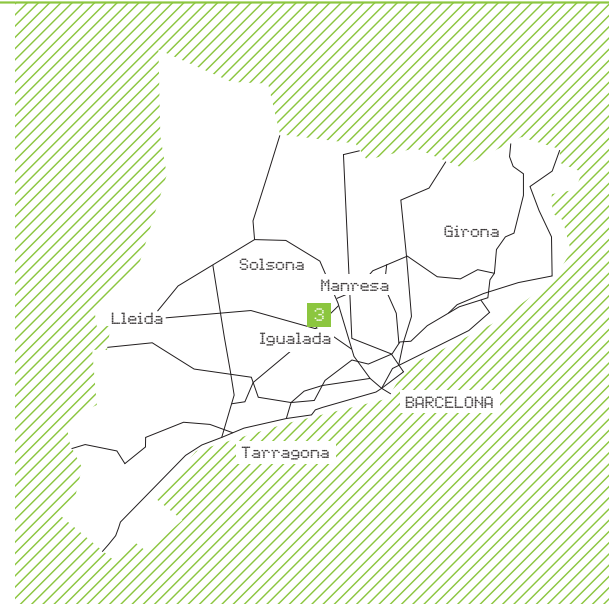 Girona
Solsona
Manresa
3
Lleida
Igualada
BARCELONA
Tarragona